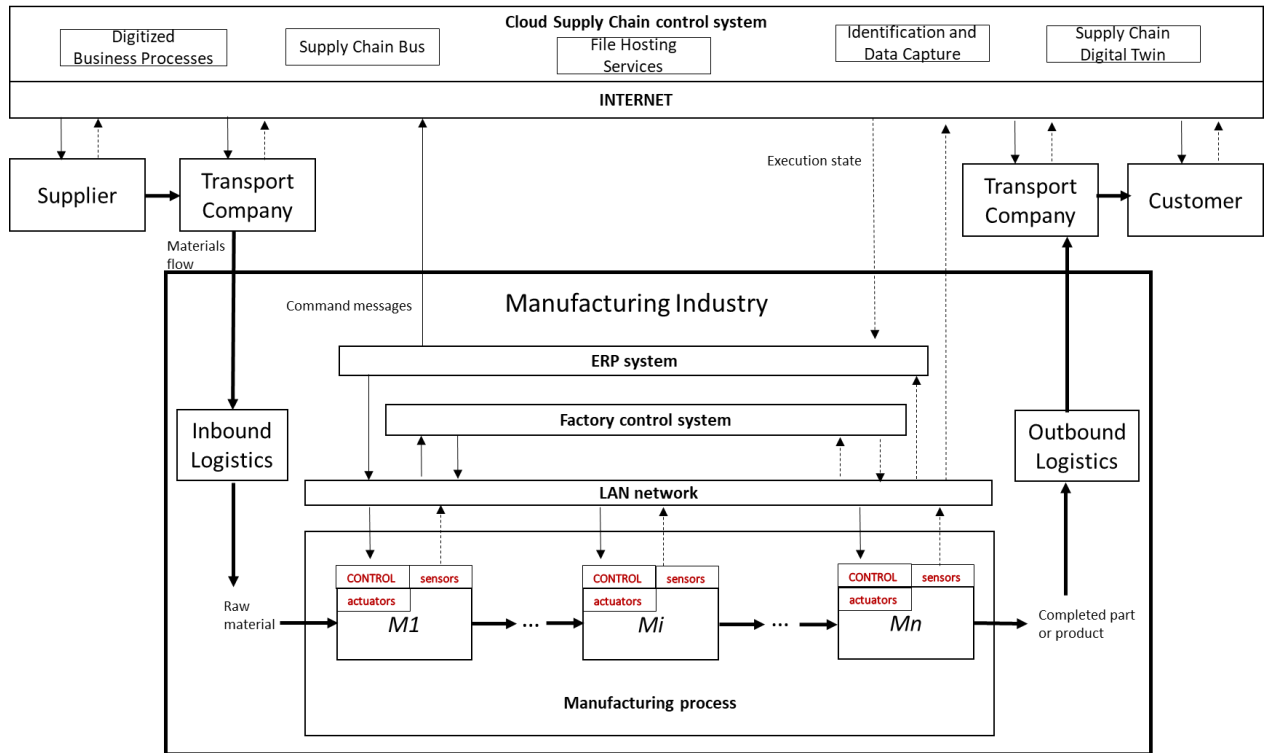 Cloud Supply Chain control system
Digitized
Business Processes
Supply Chain Bus
File Hosting
Services
Identification and
Data Capture
Supply Chain
Digital Twin
INTERNET
Execution state
Supplier
Transport
Company
Transport
Company
Customer
Materials
flow
Command messages
Manufacturing Industry
ERP system
Factory control system
Inbound
Logistics
Outbound
Logistics
LAN network
CONTROL
sensors
actuators
M1
...
CONTROL
sensors
actuators
Mi
...
CONTROL
sensors
actuators
Mn
Raw
material
Completed part
or product
Manufacturing process